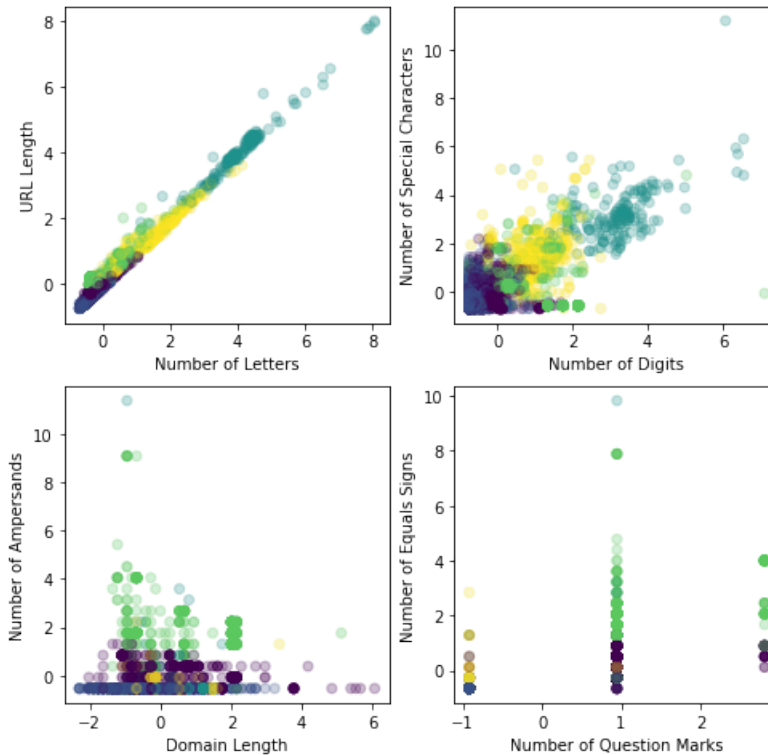 8
6
4
2
0
0 2 4 6 8
URL Length
Number of Letters
10
8
6
4
2
0
0 2 4 6
Number of Special Characters
Number of Digits
10
8
6
4
2
0
−2 0 2 4 6
Number of Ampersands
Domain Length
10
8
6
4
2
0
−1 0 1 2
Number of Equals Signs
Number of Question Marks